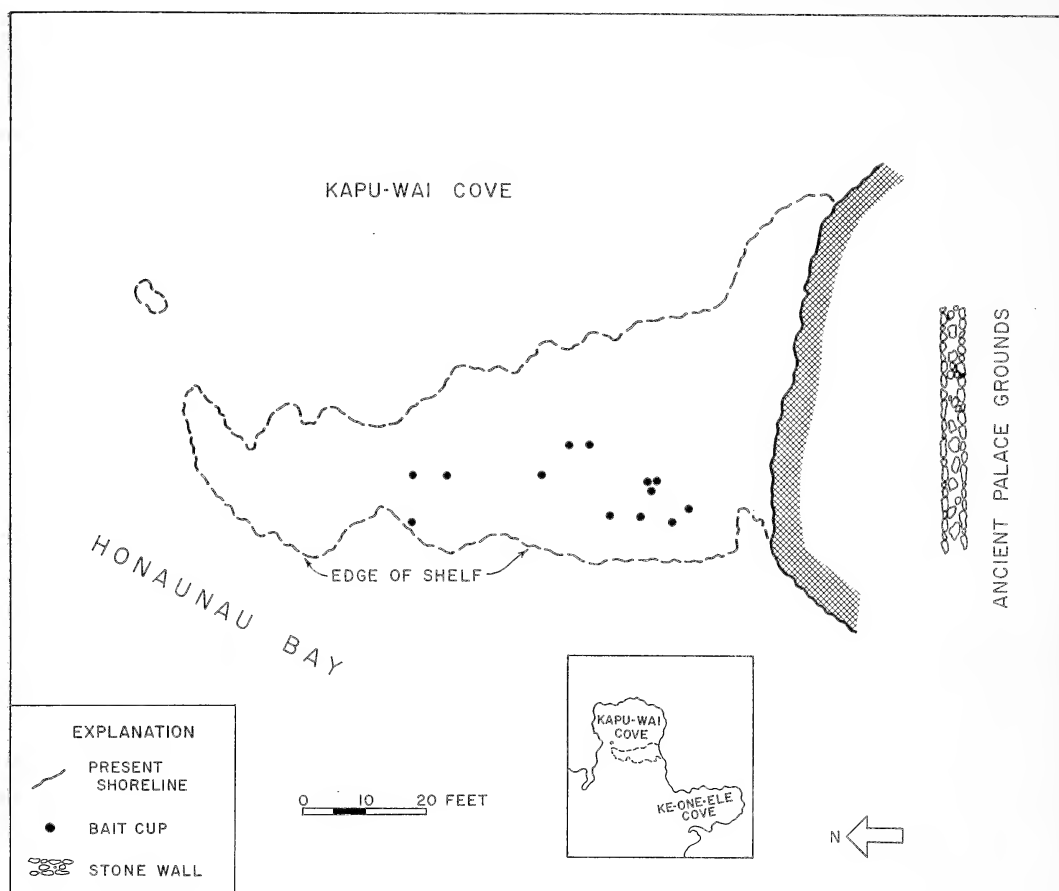 KAPU-WAI COVE
ANCIENT PALACE GROUNDS
EDGE OF SHELF
HONAUNAU BAY
EXPLANATION
PRESENT
SHORELINE
BAIT CUP
STONE WALL
0 10 20 FEET
KAPU-WAI
COVE
KE-ONE-ELE
COVE
N